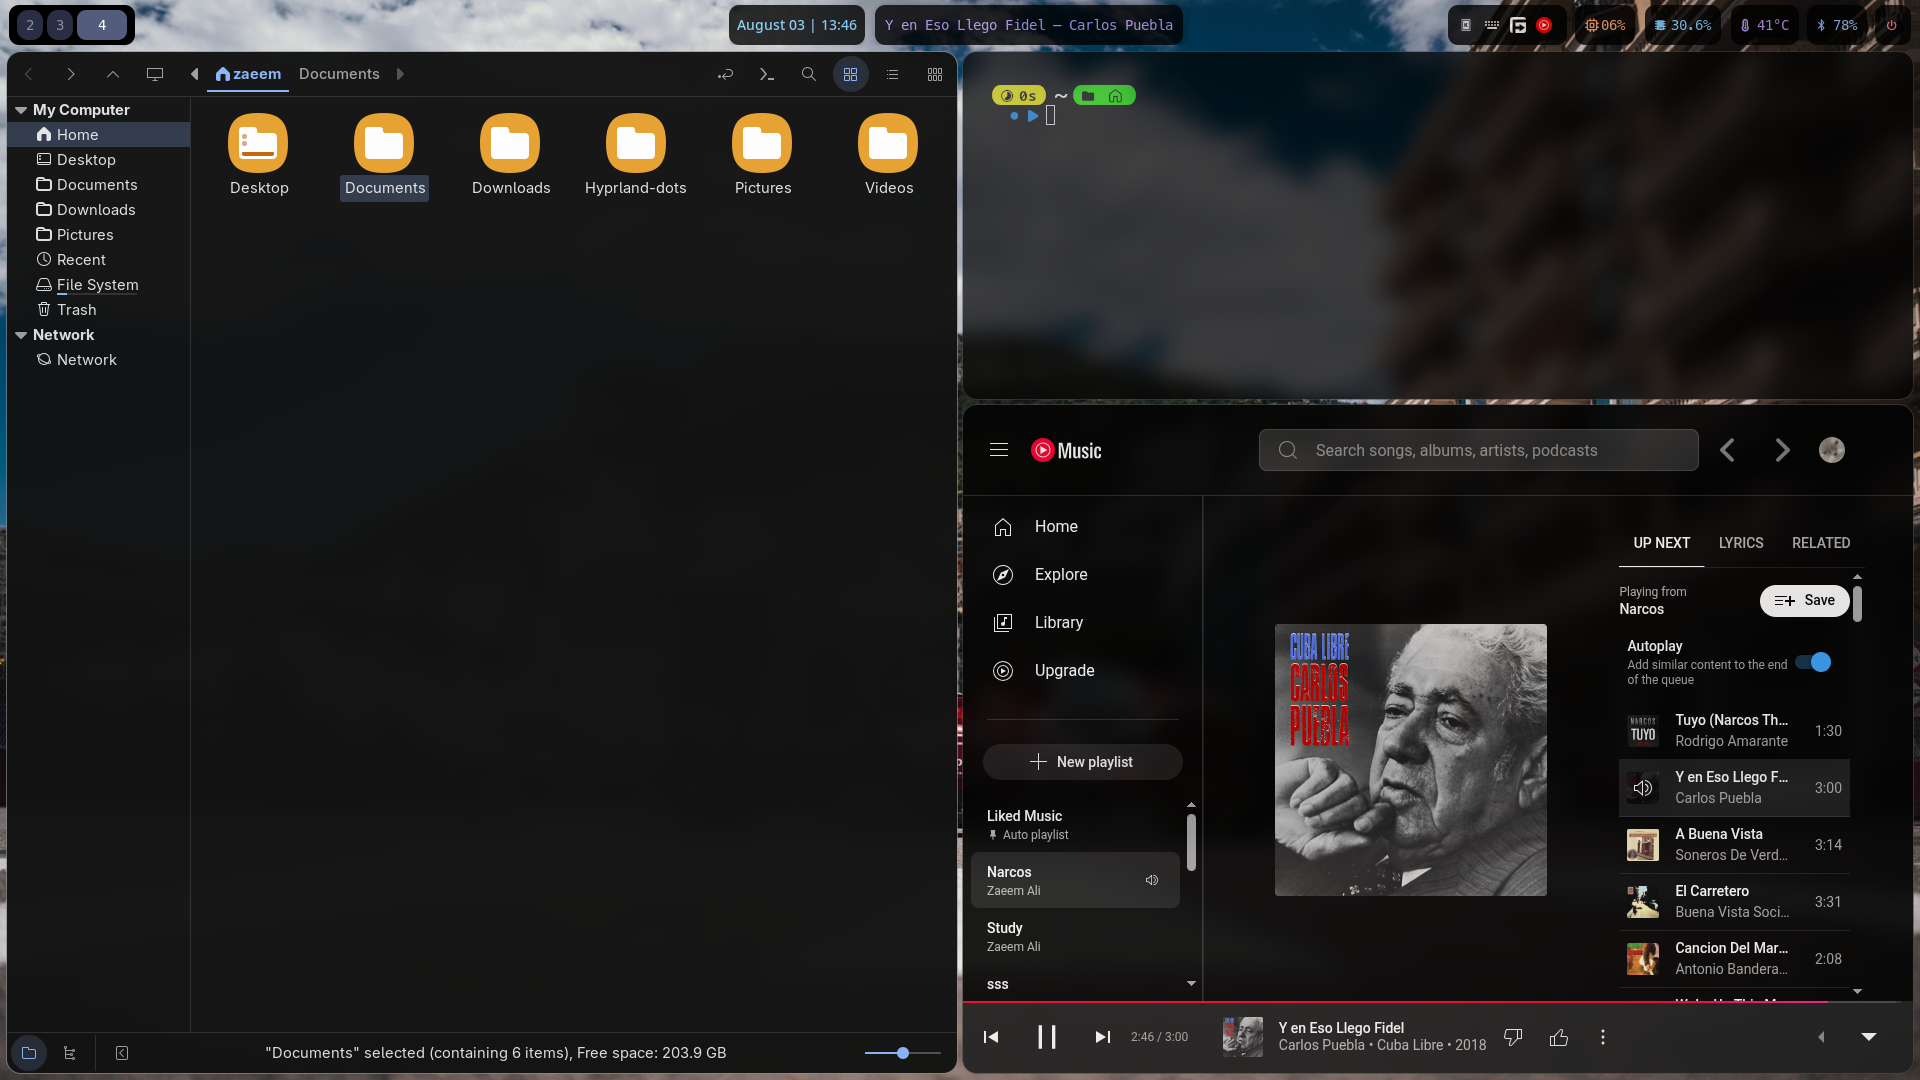 2 3 4
August 03 | 13:46
Y en Eso Llego Fidel — Carlos Puebla
06%
30.6%
41°C
78%
zaeem
Documents
My Computer
Home
Desktop
Documents
Downloads
Pictures
Recent
File System
Trash
Network
Network
Desktop
Documents
Downloads
Hyprland-dots
Pictures
Videos
"Documents" selected (containing 6 items), Free space: 203.9 GB
0s ~
Music
Search songs, albums, artists, podcasts
Home
Explore
Library
Upgrade
New playlist
Liked Music
Auto playlist
Narcos
Zaeem Ali
Study
Zaeem Ali
sss
CUBA LIBRE
CARLOS
PUEBLA
UP NEXT
LYRICS
RELATED
Playing from
Narcos
Save
Autoplay
Add similar content to the end
of the queue
NARCOS
TUYO
Tuyo (Narcos Th...
Rodrigo Amarante
1:30
Y en Eso Llego F...
Carlos Puebla
3:00
A Buena Vista
Soneros De Verd...
3:14
El Carretero
Buena Vista Soci...
3:31
Cancion Del Mar...
Antonio Bandera...
2:08
2:46 / 3:00
Y en Eso Llego Fidel
Carlos Puebla • Cuba Libre • 2018